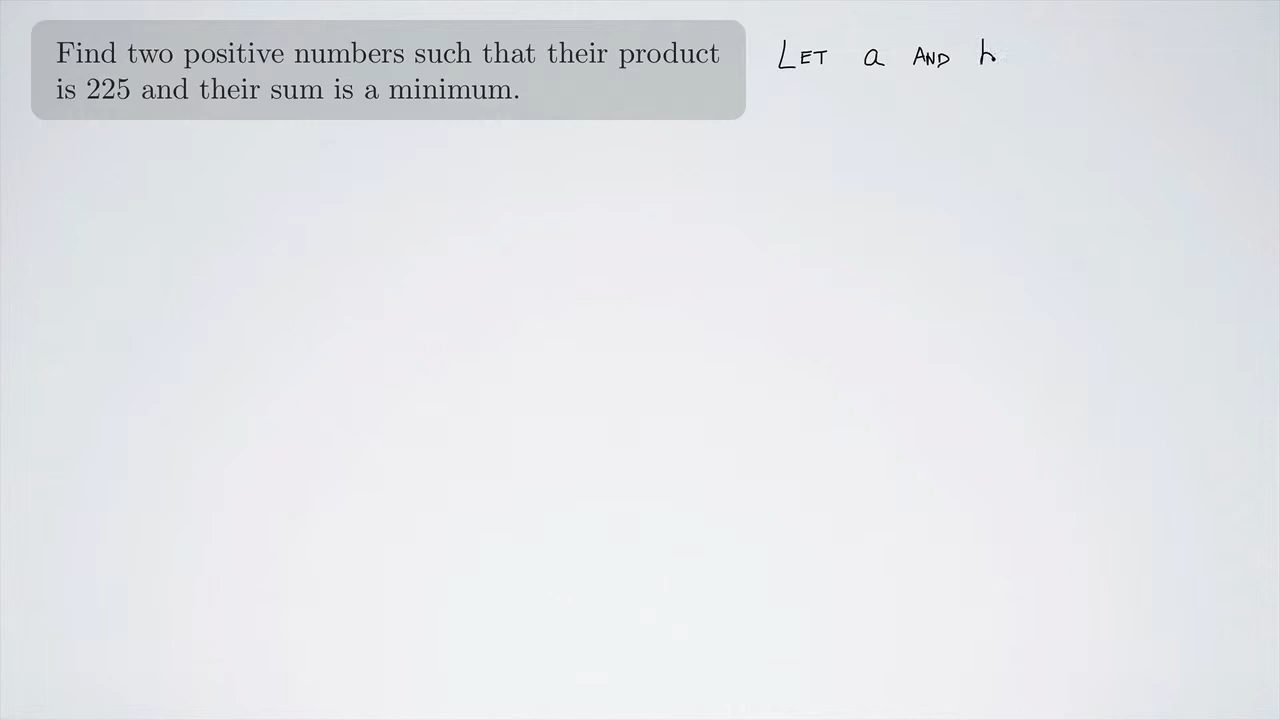 Find two positive numbers such that their product
is 225 and their sum is a minimum.
LET a AND